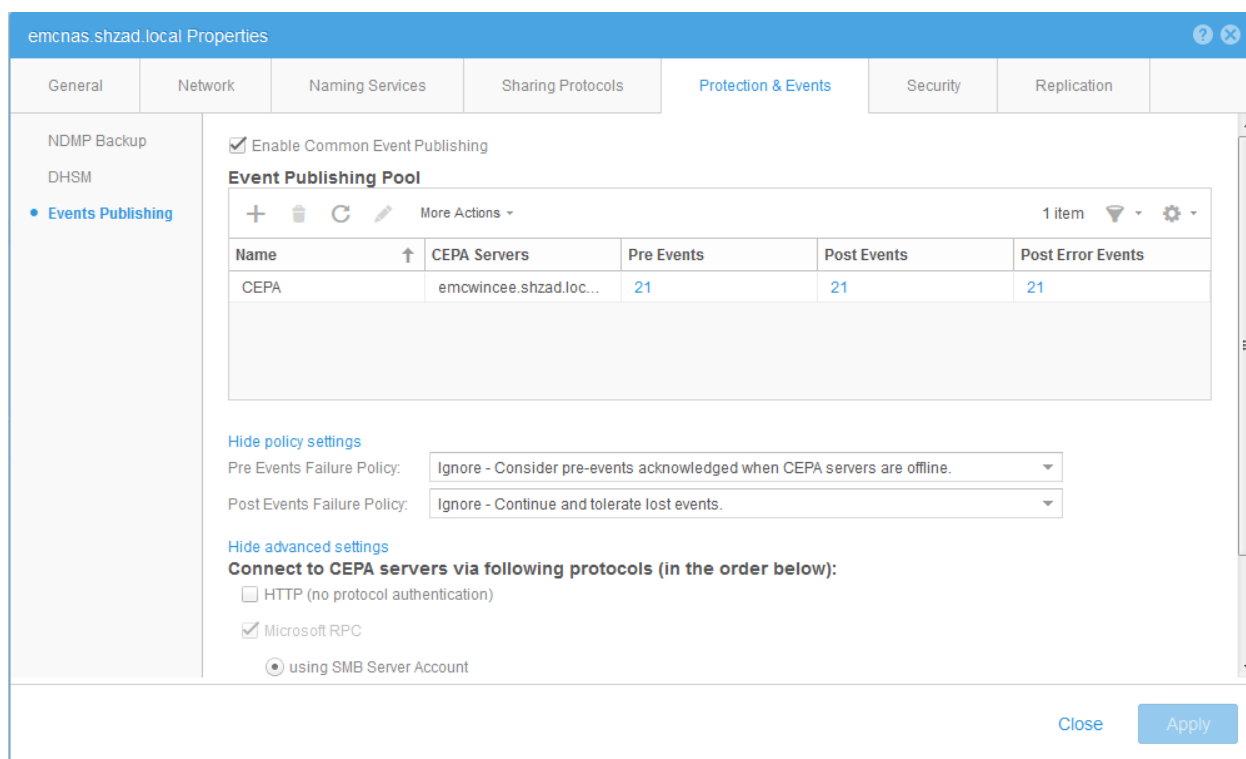 emcnas.shzad.local Properties
General Network Naming Services Sharing Protocols Protection & Events Security Replication
NDMP Backup
DHSM
Events Publishing
Enable Common Event Publishing
Event Publishing Pool
More Actions 1 item
Name CEPA Servers Pre Events Post Events Post Error Events
CEPA emcwincee.shzad.loc... 21 21 21
Hide policy settings
Pre Events Failure Policy: Ignore - Consider pre-events acknowledged when CEPA servers are offline.
Post Events Failure Policy: Ignore - Continue and tolerate lost events.
Hide advanced settings
Connect to CEPA servers via following protocols (in the order below):
HTTP (no protocol authentication)
Microsoft RPC
using SMB Server Account
Close Apply